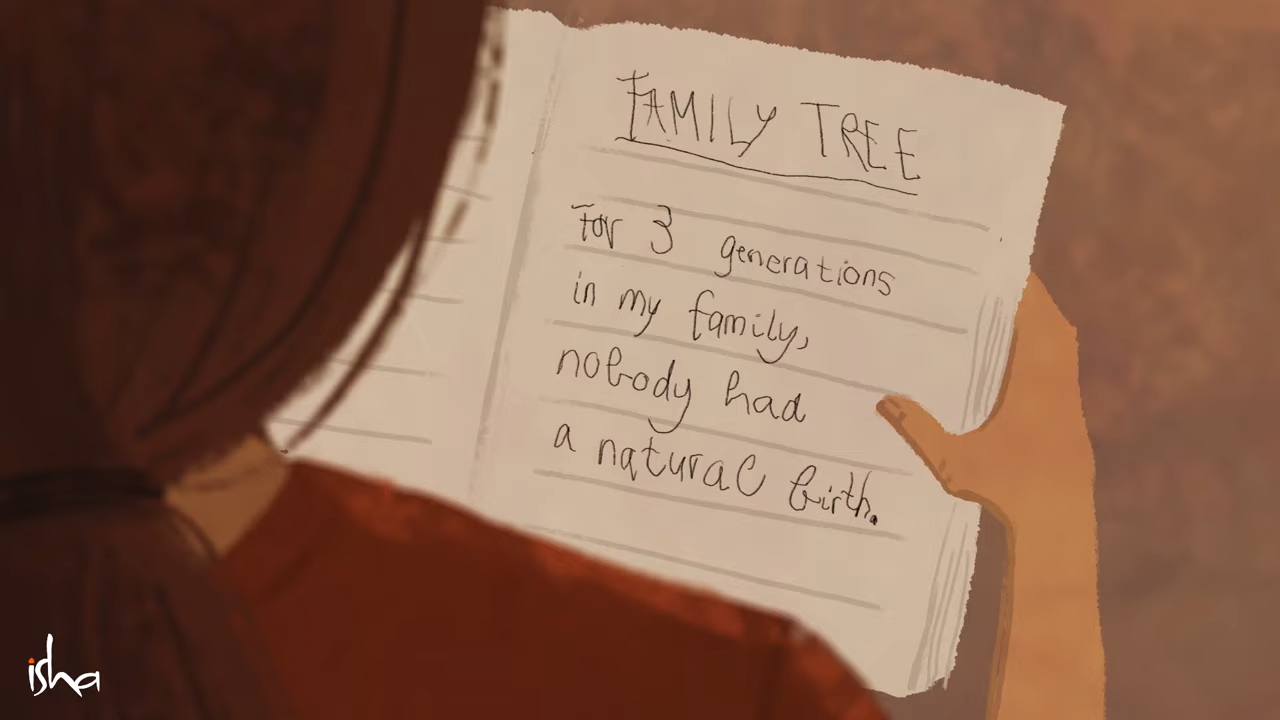 FAMILY TREE
for 3 generations
in my family,
nobody had
a natural birth.
isha